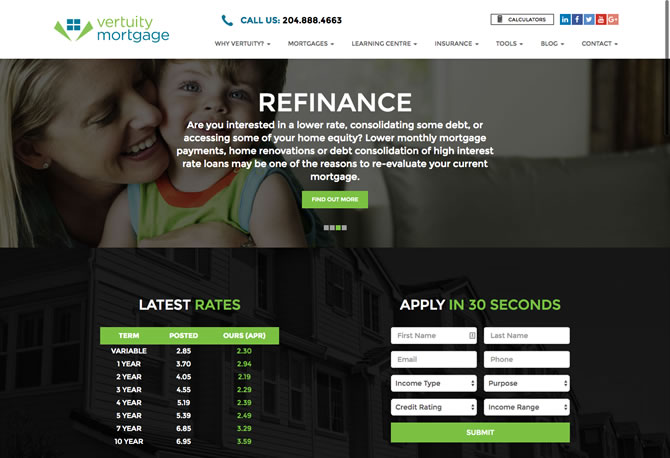 vertuity
mortgage
CALL US: 204.888.4663
CALCULATORS
WHY VERTUITY? MORTGAGES LEARNING CENTRE INSURANCE TOOLS BLOG CONTACT
REFINANCE
Are you interested in a lower rate, consolidating some debt, or
accessing some of your home equity? Lower monthly mortgage
payments, home renovations or debt consolidation of high interest
rate loans may be one of the reasons to re-evaluate your current
mortgage.
FIND OUT MORE
LATEST RATES
TERM POSTED OURS (APR)
VARIABLE 2.85 2.30
1 YEAR 3.70 2.94
2 YEAR 4.05 2.19
3 YEAR 4.55 2.29
4 YEAR 5.19 2.39
5 YEAR 5.39 2.49
7 YEAR 6.85 3.29
10 YEAR 6.95 3.59
APPLY IN 30 SECONDS
First Name Last Name
Email Phone
Income Type Purpose
Credit Rating Income Range
SUBMIT